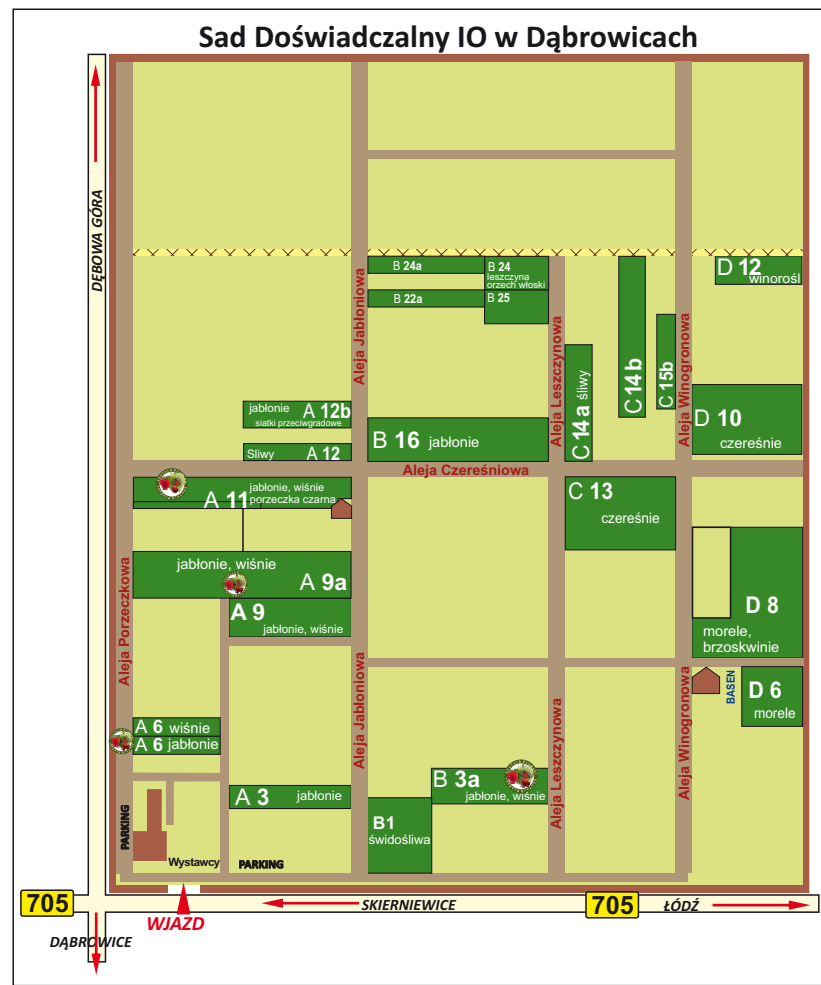 Sad Doświadczalny IO w Dąbrowicach
DĘBOWA GÓRA
B 24a
B 24
leszczyna
orzech włoski
D 12
winorośl
B 22a
B 25
Aleja Jabłoniowa
Aleja Leszczynowa
C 14a śliwy
C 14b
C 15b
Aleja Winogronowa
jabłonie A 12b
siatki przeciwgradowe
D 10
czereśnie
B 16 jabłonie
Sliwy A 12
Aleja Czereśniowa
jabłonie, wiśnie
A 11 porzeczka czarna
C 13
czereśnie
jabłonie, wiśnie
A 9a
A 9
jabłonie, wiśnie
D 8
morele,
brzoskwinie
Aleja Porzeczkowa
Aleja Jabłoniowa
Aleja Leszczynowa
Aleja Winogronowa
BASEN
D 6
morele
A 6 wiśnie
A 6 jabłonie
A 3 jabłonie
B 3a
jabłonie, wiśnie
B1
świdośliwa
PARKING
Wystawcy
PARKING
705
WJAZD
SKIERNIEWICE
705
ŁÓDŹ
DĄBROWICE